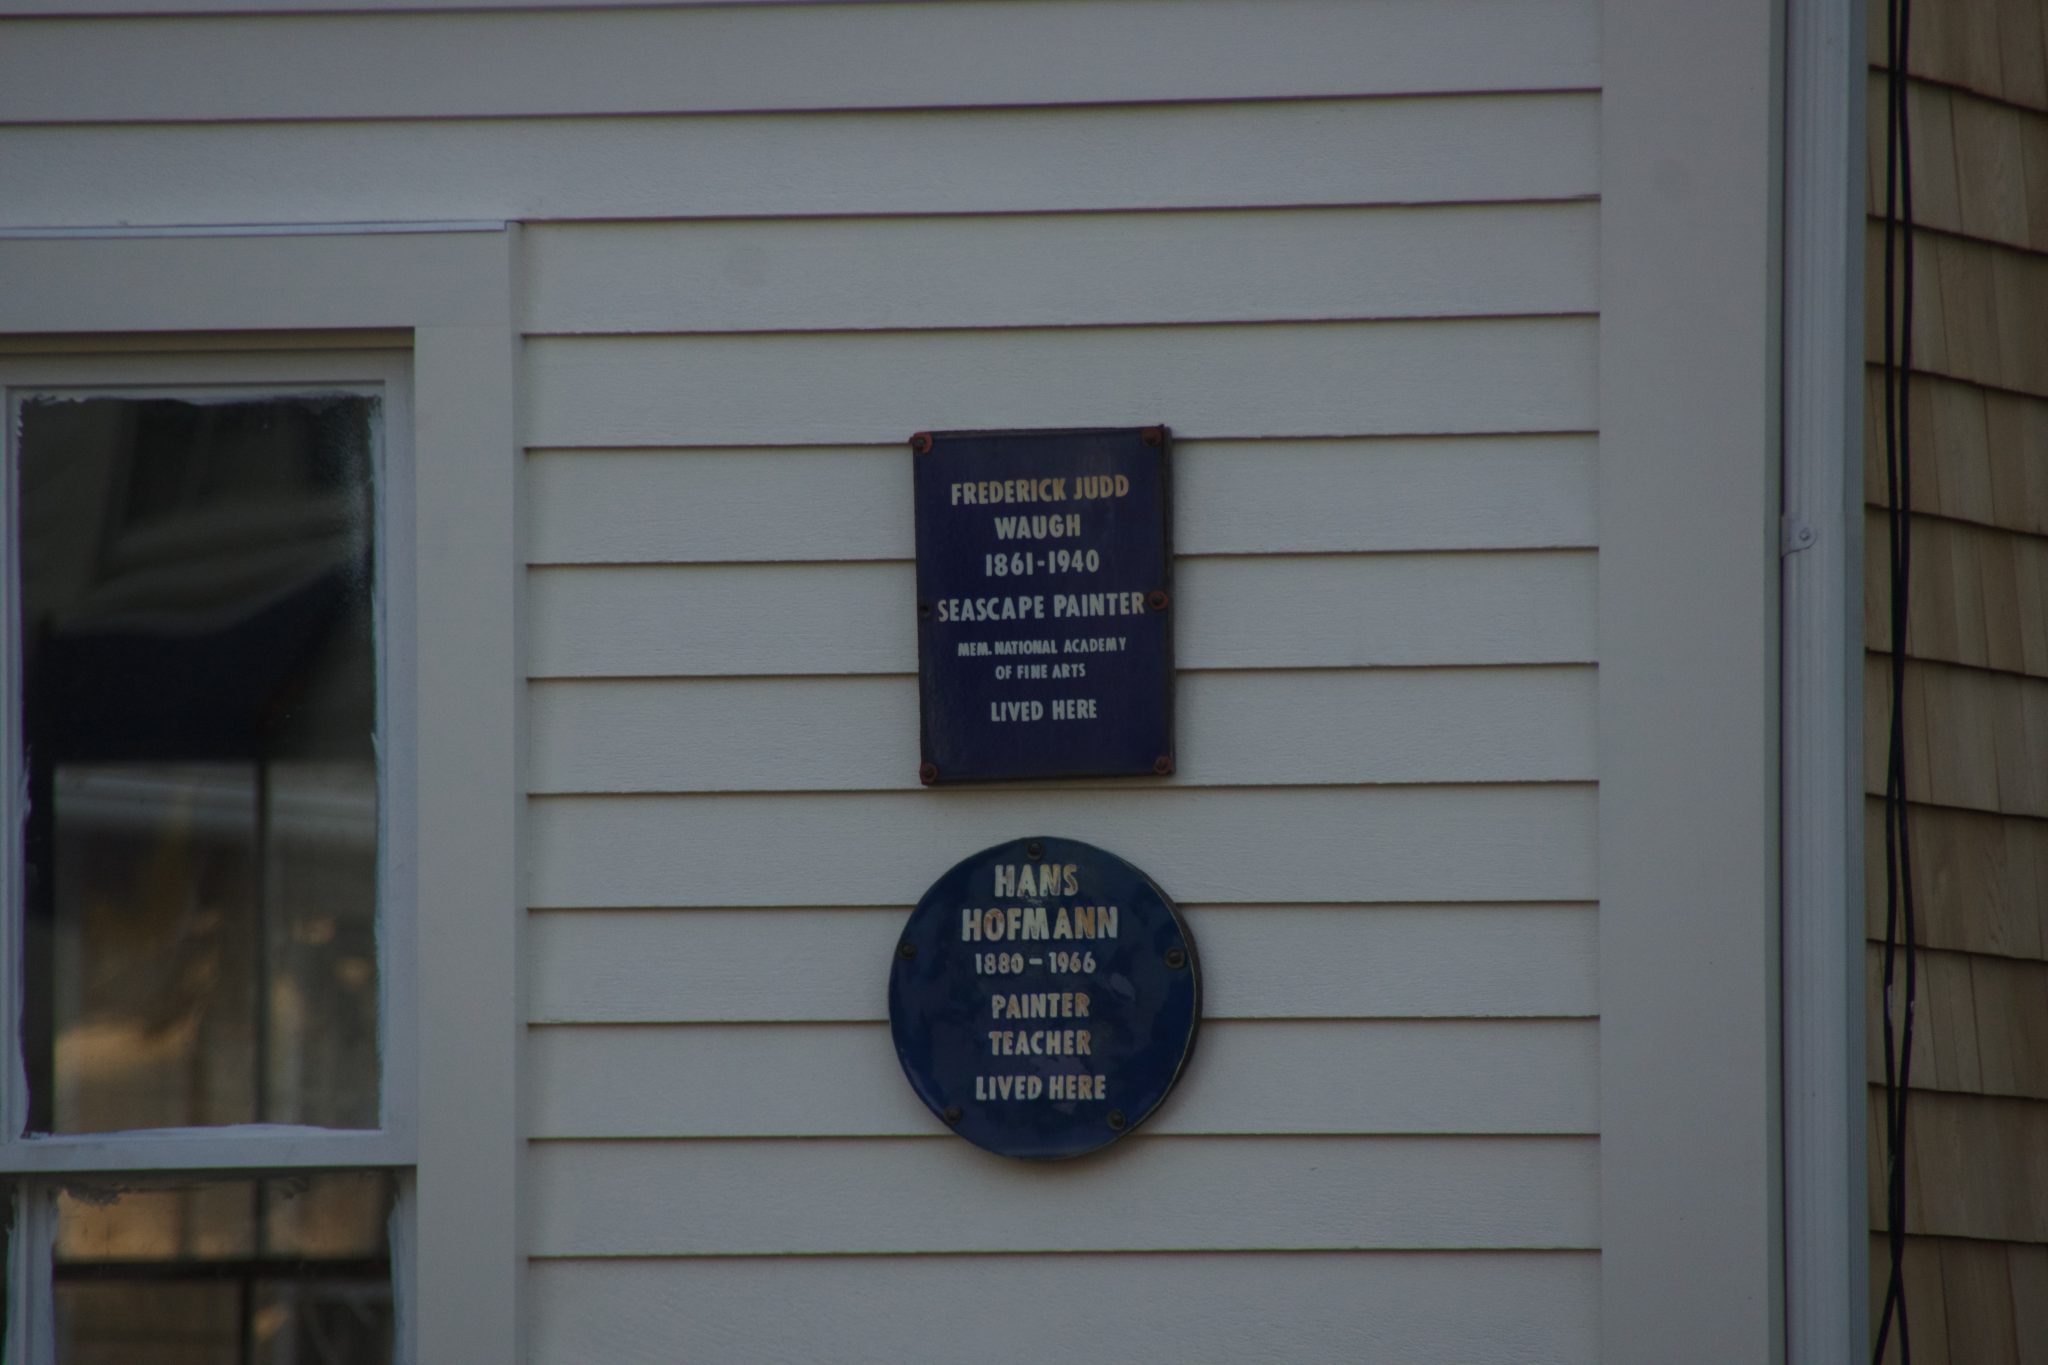 FREDERICK JUDD
WAUGH
1861-1940
SEASCAPE PAINTER
MEM. NATIONAL ACADEMY
OF FINE ARTS
LIVED HERE
HANS
HOFMANN
1880-1966
PAINTER
TEACHER
LIVED HERE